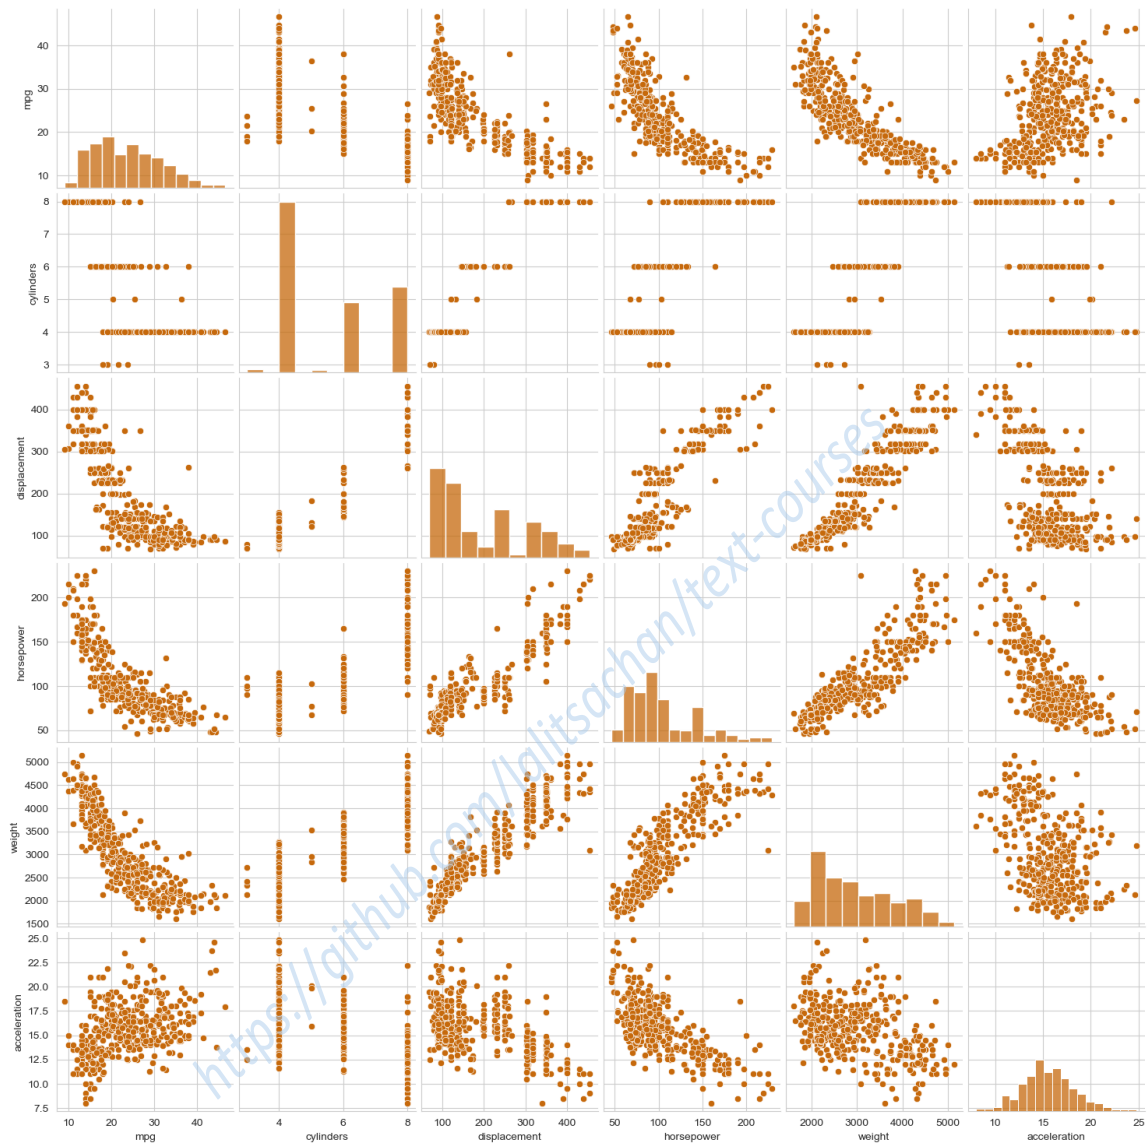 mpg
40
30
20
10
cylinders
8
7
6
5
4
3
displacement
400
300
200
100
horsepower
200
150
100
50
weight
5000
4500
4000
3500
3000
2500
2000
1500
acceleration
25.0
22.5
20.0
17.5
15.0
12.5
10.0
7.5
10 20 30 40
4 6 8
100 200 300 400
50 100 150 200
2000 3000 4000 5000
10 15 20 25
mpg cylinders displacement horsepower weight acceleration
https://github.com/lalitsachan/text-courses